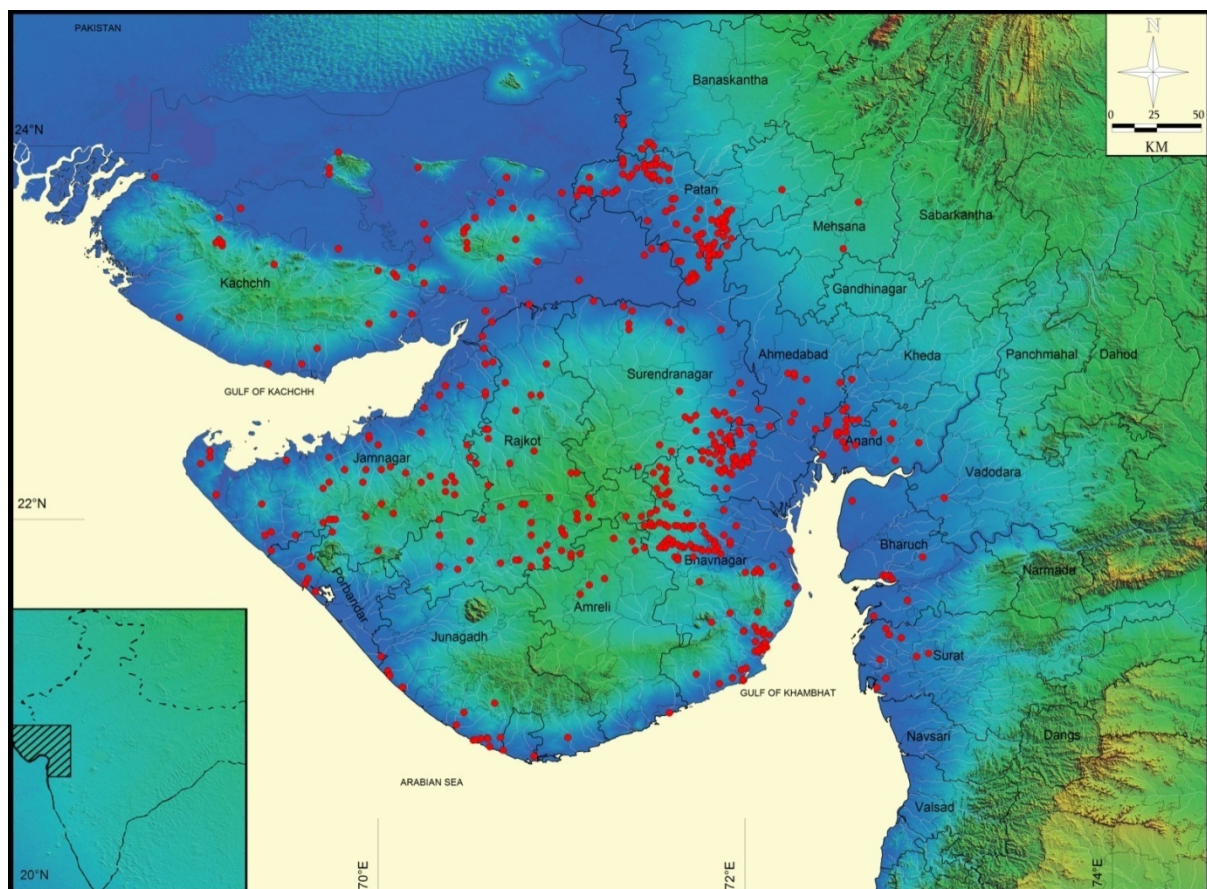 PAKISTAN
N
Banaskantha
0 25 50
KM
24°N
Patan
Sabarkantha
Mehsana
Kachchh
Gandhinagar
Ahmedabad
Kheda
Panchmahal
Dahod
Surendranagar
GULF OF KACHCHH
Rajkot
Anand
Jamnagar
Vadodara
22°N
Bharuch
Bhavnagar
Narmada
Porbandar
Amreli
Junagadh
Surat
GULF OF KHAMBHAT
Navsari
Dangs
ARABIAN SEA
Valsad
20°N
70°E
72°E
74°E